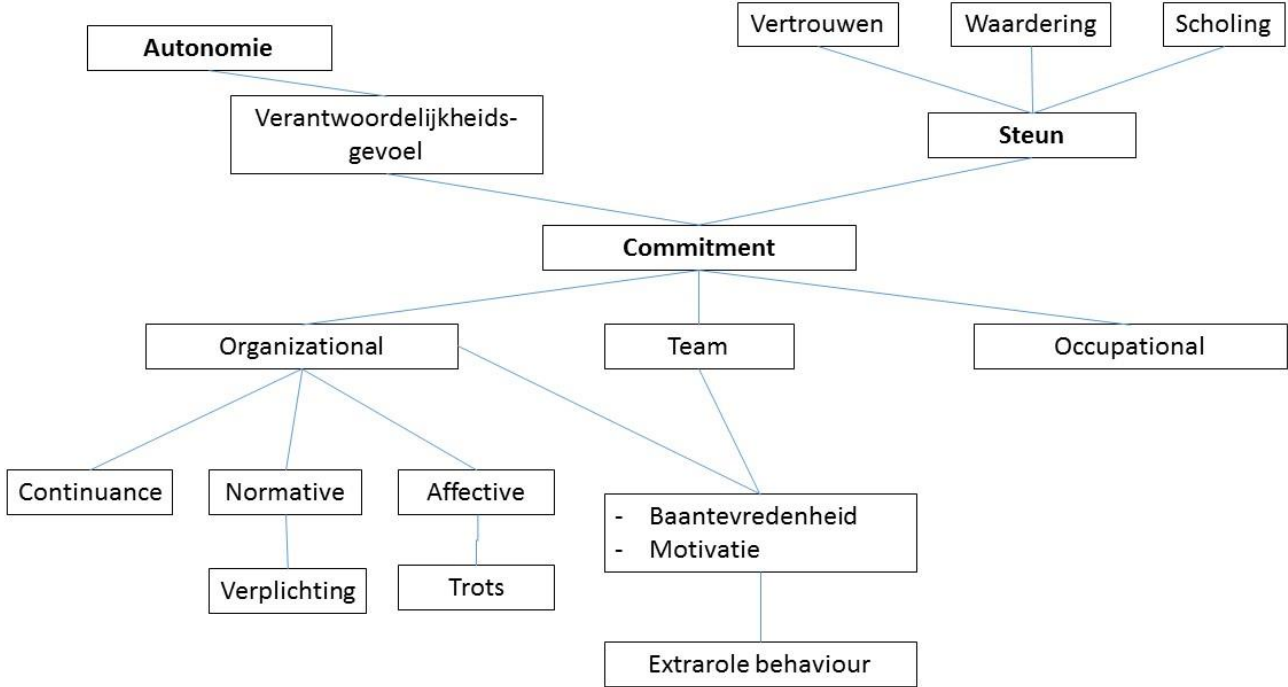 Vertrouwen
Waardering
Scholing
Autonomie
Verantwoordelijkheids-
gevoel
Steun
Commitment
Organizational
Team
Occupational
Continuance
Normative
Affective
- Baantevredenheid
- Motivatie
Verplichting
Trots
Extrarole behaviour